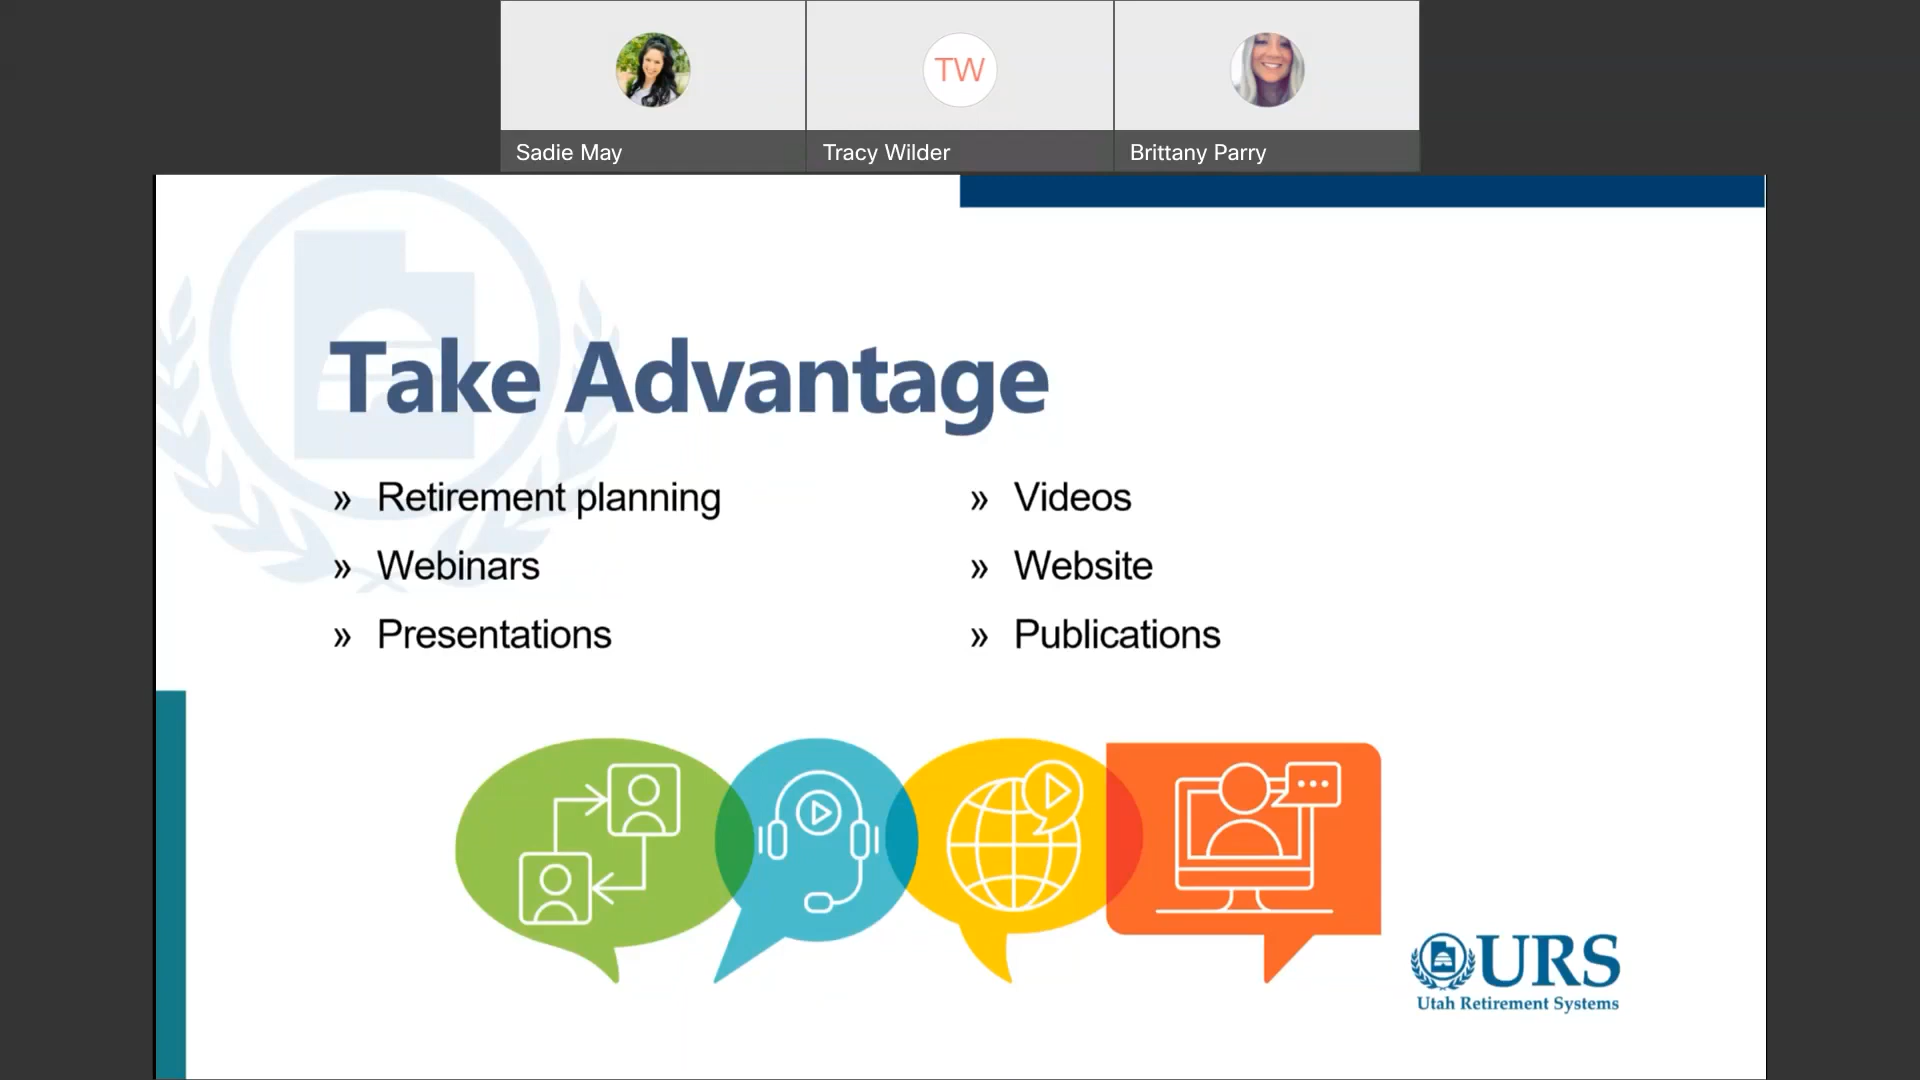 TW
Sadie May
Tracy Wilder
Brittany Parry
Take Advantage
» Retirement planning
» Webinars
» Presentations
» Videos
» Website
» Publications
URS
Utah Retirement Systems